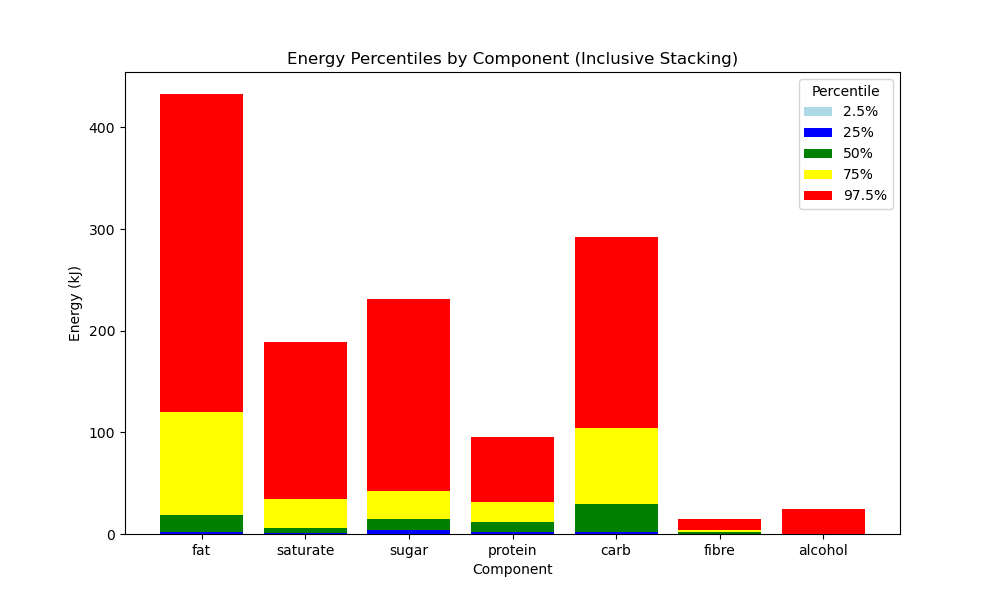 Energy Percentiles by Component (Inclusive Stacking)
Percentile
2.5%
25%
50%
75%
97.5%
Energy (kJ)
400
300
200
100
0
fat saturate sugar protein carb fibre alcohol
Component